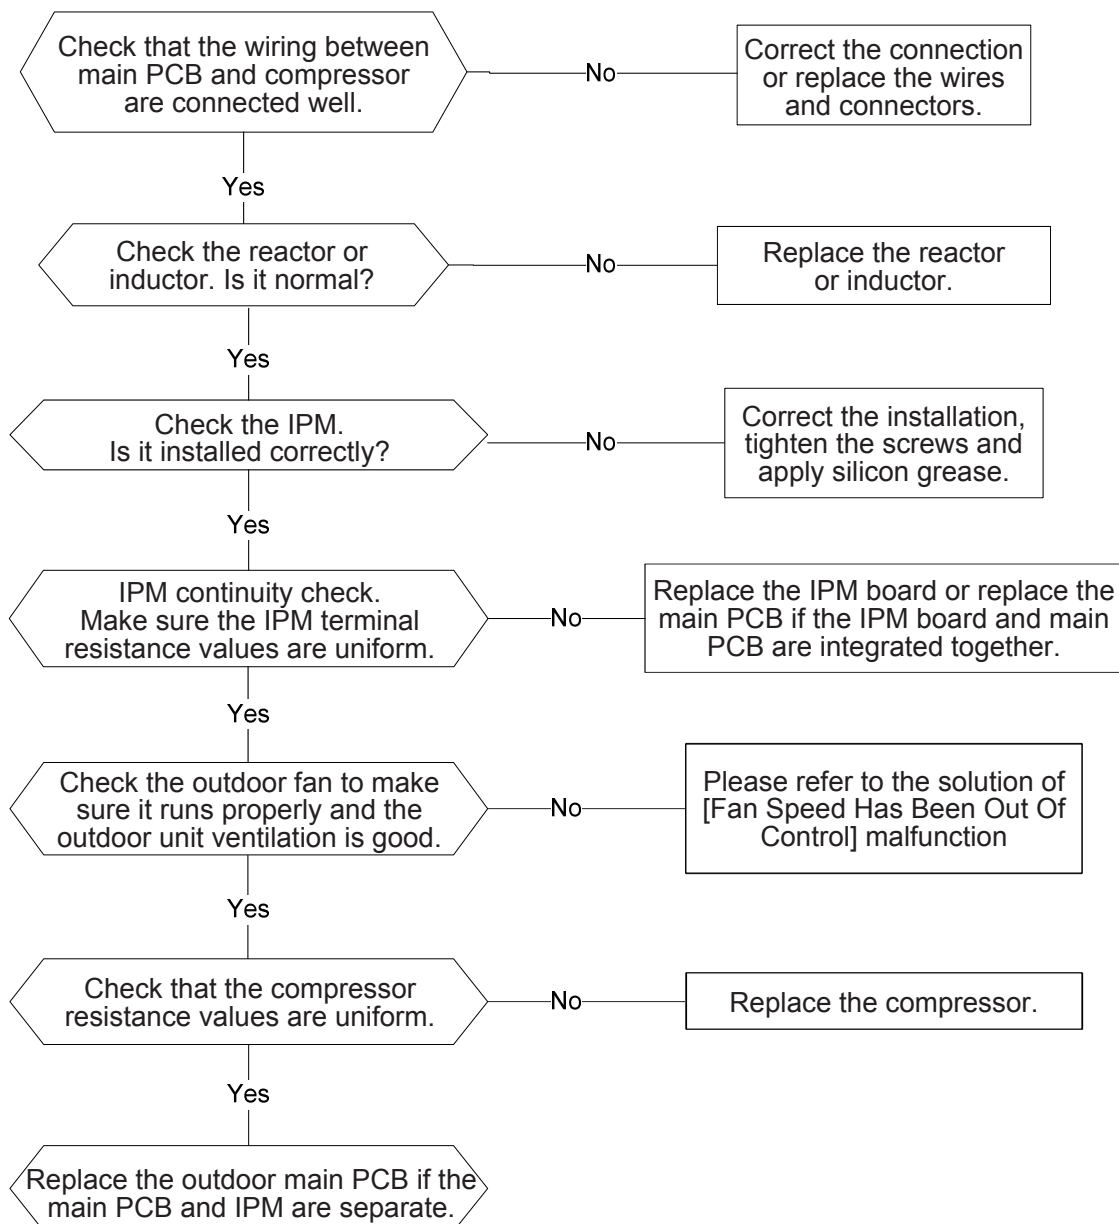 Check that the wiring between
main PCB and compressor
are connected well.
No
Correct the connection
or replace the wires
and connectors.
Yes
Check the reactor or
inductor. Is it normal?
No
Replace the reactor
or inductor.
Yes
Check the IPM.
Is it installed correctly?
No
Correct the installation,
tighten the screws and
apply silicon grease.
Yes
IPM continuity check.
Make sure the IPM terminal
resistance values are uniform.
No
Replace the IPM board or replace the
main PCB if the IPM board and main
PCB are integrated together.
Yes
Check the outdoor fan to make
sure it runs properly and the
outdoor unit ventilation is good.
No
Please refer to the solution of
[Fan Speed Has Been Out Of
Control] malfunction
Yes
Check that the compressor
resistance values are uniform.
No
Replace the compressor.
Yes
Replace the outdoor main PCB if the
main PCB and IPM are separate.